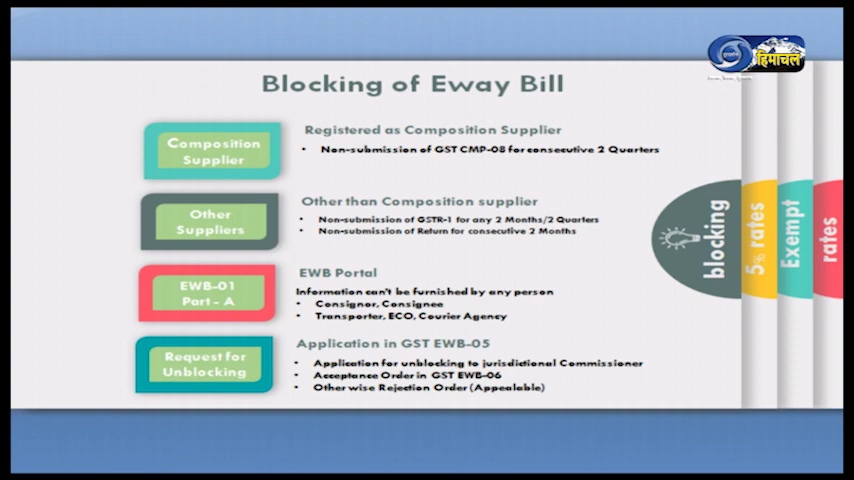 Blocking of Eway Bill
हिमाचल
Composition
Supplier
Registered as Composition Supplier
• Non-submission of GST CMP-08 for consecutive 2 Quarters
Other
Suppliers
Other than Composition supplier
• Non-submission of GSTR-1 for any 2 Months/2 Quarters
• Non-submission of Return for consecutive 2 Months
EWB-01
Part - A
EWB Portal
Information can't be furnished by any person
• Consignor, Consignee
• Transporter, ECO, Courier Agency
Request for
Unblocking
Application in GST EWB-05
• Application for unblocking to jurisdictional Commissioner
• Acceptance Order in GST EWB-06
• Otherwise Rejection Order (Appealable)
blocking
5% rates
Exempt
rates